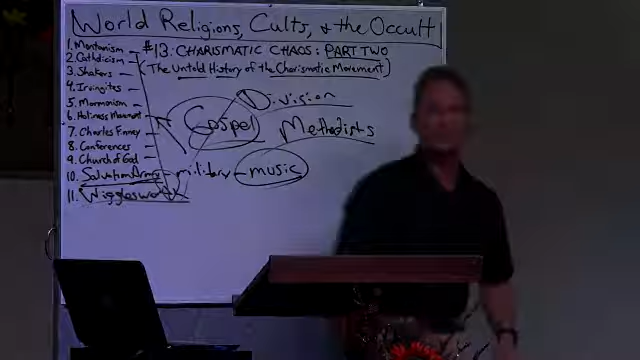 World Religions, Cults, & the Occult
#13: CHARISMATIC CHAOS: PART TWO
(The Untold History of the Charismatic Movement)
1. Montanism
2. Catholicism
3. Shakers
4. Irvingites
5. Mormonism
6. Holiness Movement
7. Charles Finney
8. Conferences
9. Church of God
10. Salvation Army - military - music
11. Wigglesworth
Division
Gospel
Methodists